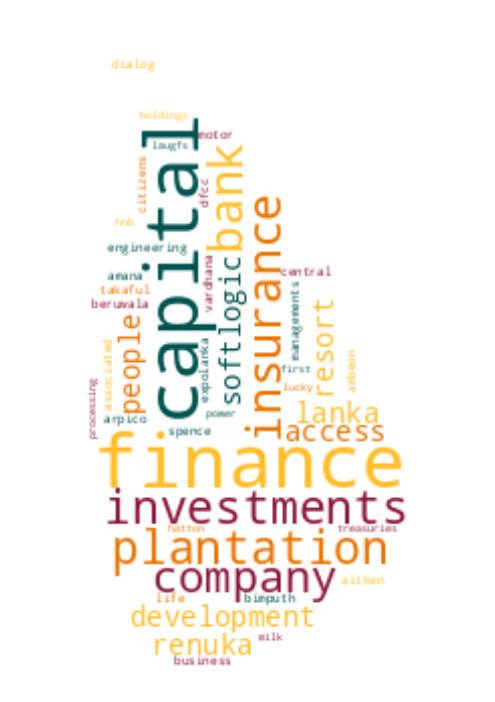 dialog
holdings
capital
motor
laugfs
bank
citizens
dfcc
insurance
hnb
engineering
vardhana
softlogic
central
amana
takaful
managements
beruwala
resort
people
expolanka
associated
ambeon
first
processing
lucky
power
lanka
arpico
access
spence
finance
investments
hatton
treasuries
plantation
company
aitken
life
bimputh
development
renuka
milk
business